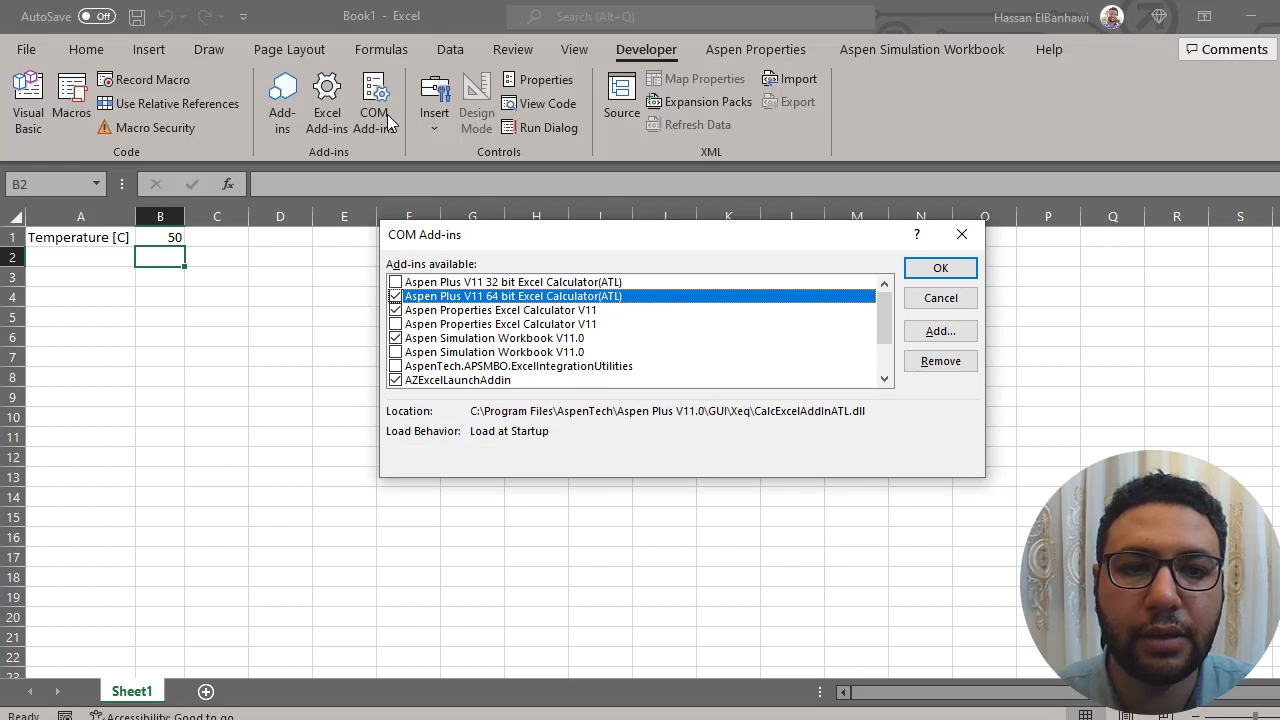 AutoSave Off Book1 - Excel Search (Alt+Q) Hassan ElBanhawi
File Home Insert Draw Page Layout Formulas Data Review View Developer Aspen Properties Aspen Simulation Workbook Help Comments
Visual Basic
Macros
Record Macro
Use Relative References
Macro Security
Code
Add-ins
Excel Add-ins
COM Add-ins
Add-ins
Insert
Design Mode
Properties
View Code
Run Dialog
Controls
Source
Map Properties
Expansion Packs
Refresh Data
Import
Export
XML
B2 fx
A B C D E F G H I J K L M N O P Q R S
1 Temperature [C] 50
2
3
4
5
6
7
8
9
10
11
12
13
14
15
16
17
18
19
20
21
22
23
COM Add-ins ?
Add-ins available:
Aspen Plus V11 32 bit Excel Calculator(ATL)
Aspen Plus V11 64 bit Excel Calculator(ATL)
Aspen Properties Excel Calculator V11
Aspen Properties Excel Calculator V11
Aspen Simulation Workbook V11.0
Aspen Simulation Workbook V11.0
AspenTech.APSMBO.ExcelIntegrationUtilities
AZExcelLaunchAddin
OK
Cancel
Add...
Remove
Location: C:\Program Files\AspenTech\Aspen Plus V11.0\GUI\Xeq\CalcExcelAddInATL.dll
Load Behavior: Load at Startup
Sheet1
Ready Accessibility: Good to go